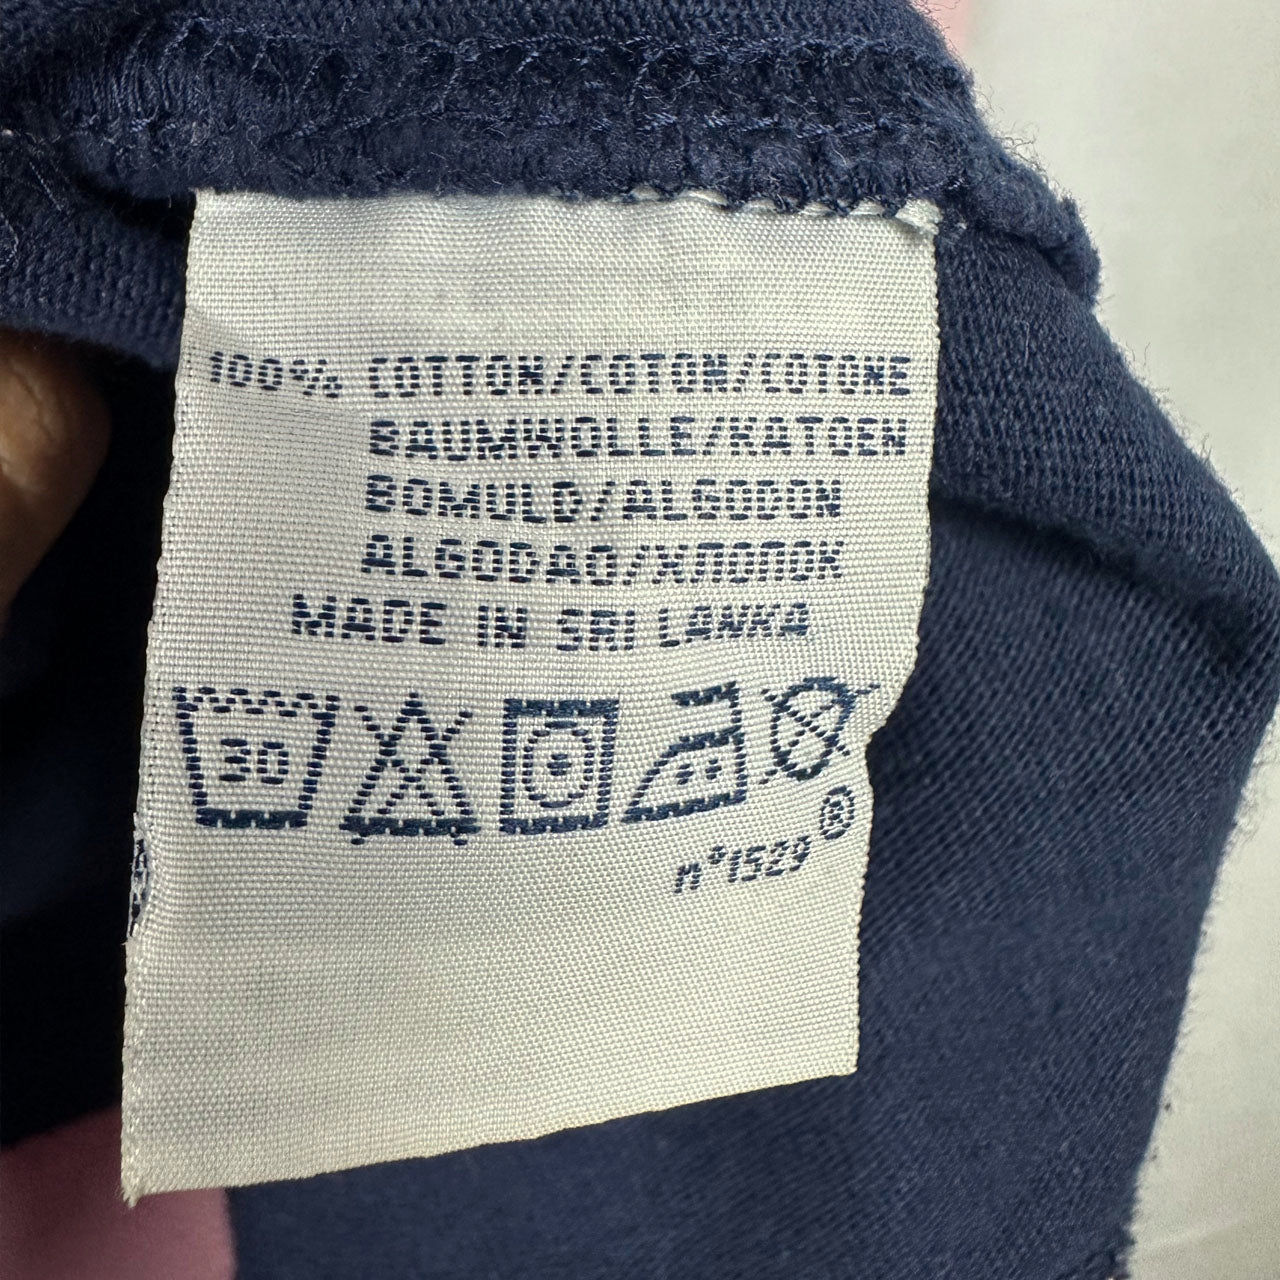 100% COTTON/COTON/COTONE
BAUMWOLLE/KATOEN
BOMULD/ALGODON
ALGODAO/ХЛОПОК
MADE IN SRI LANKA
30
n°1529®